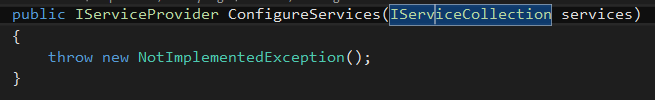 public IServiceProvider ConfigureServices(IServiceCollection services)
{
    throw new NotImplementedException();
}